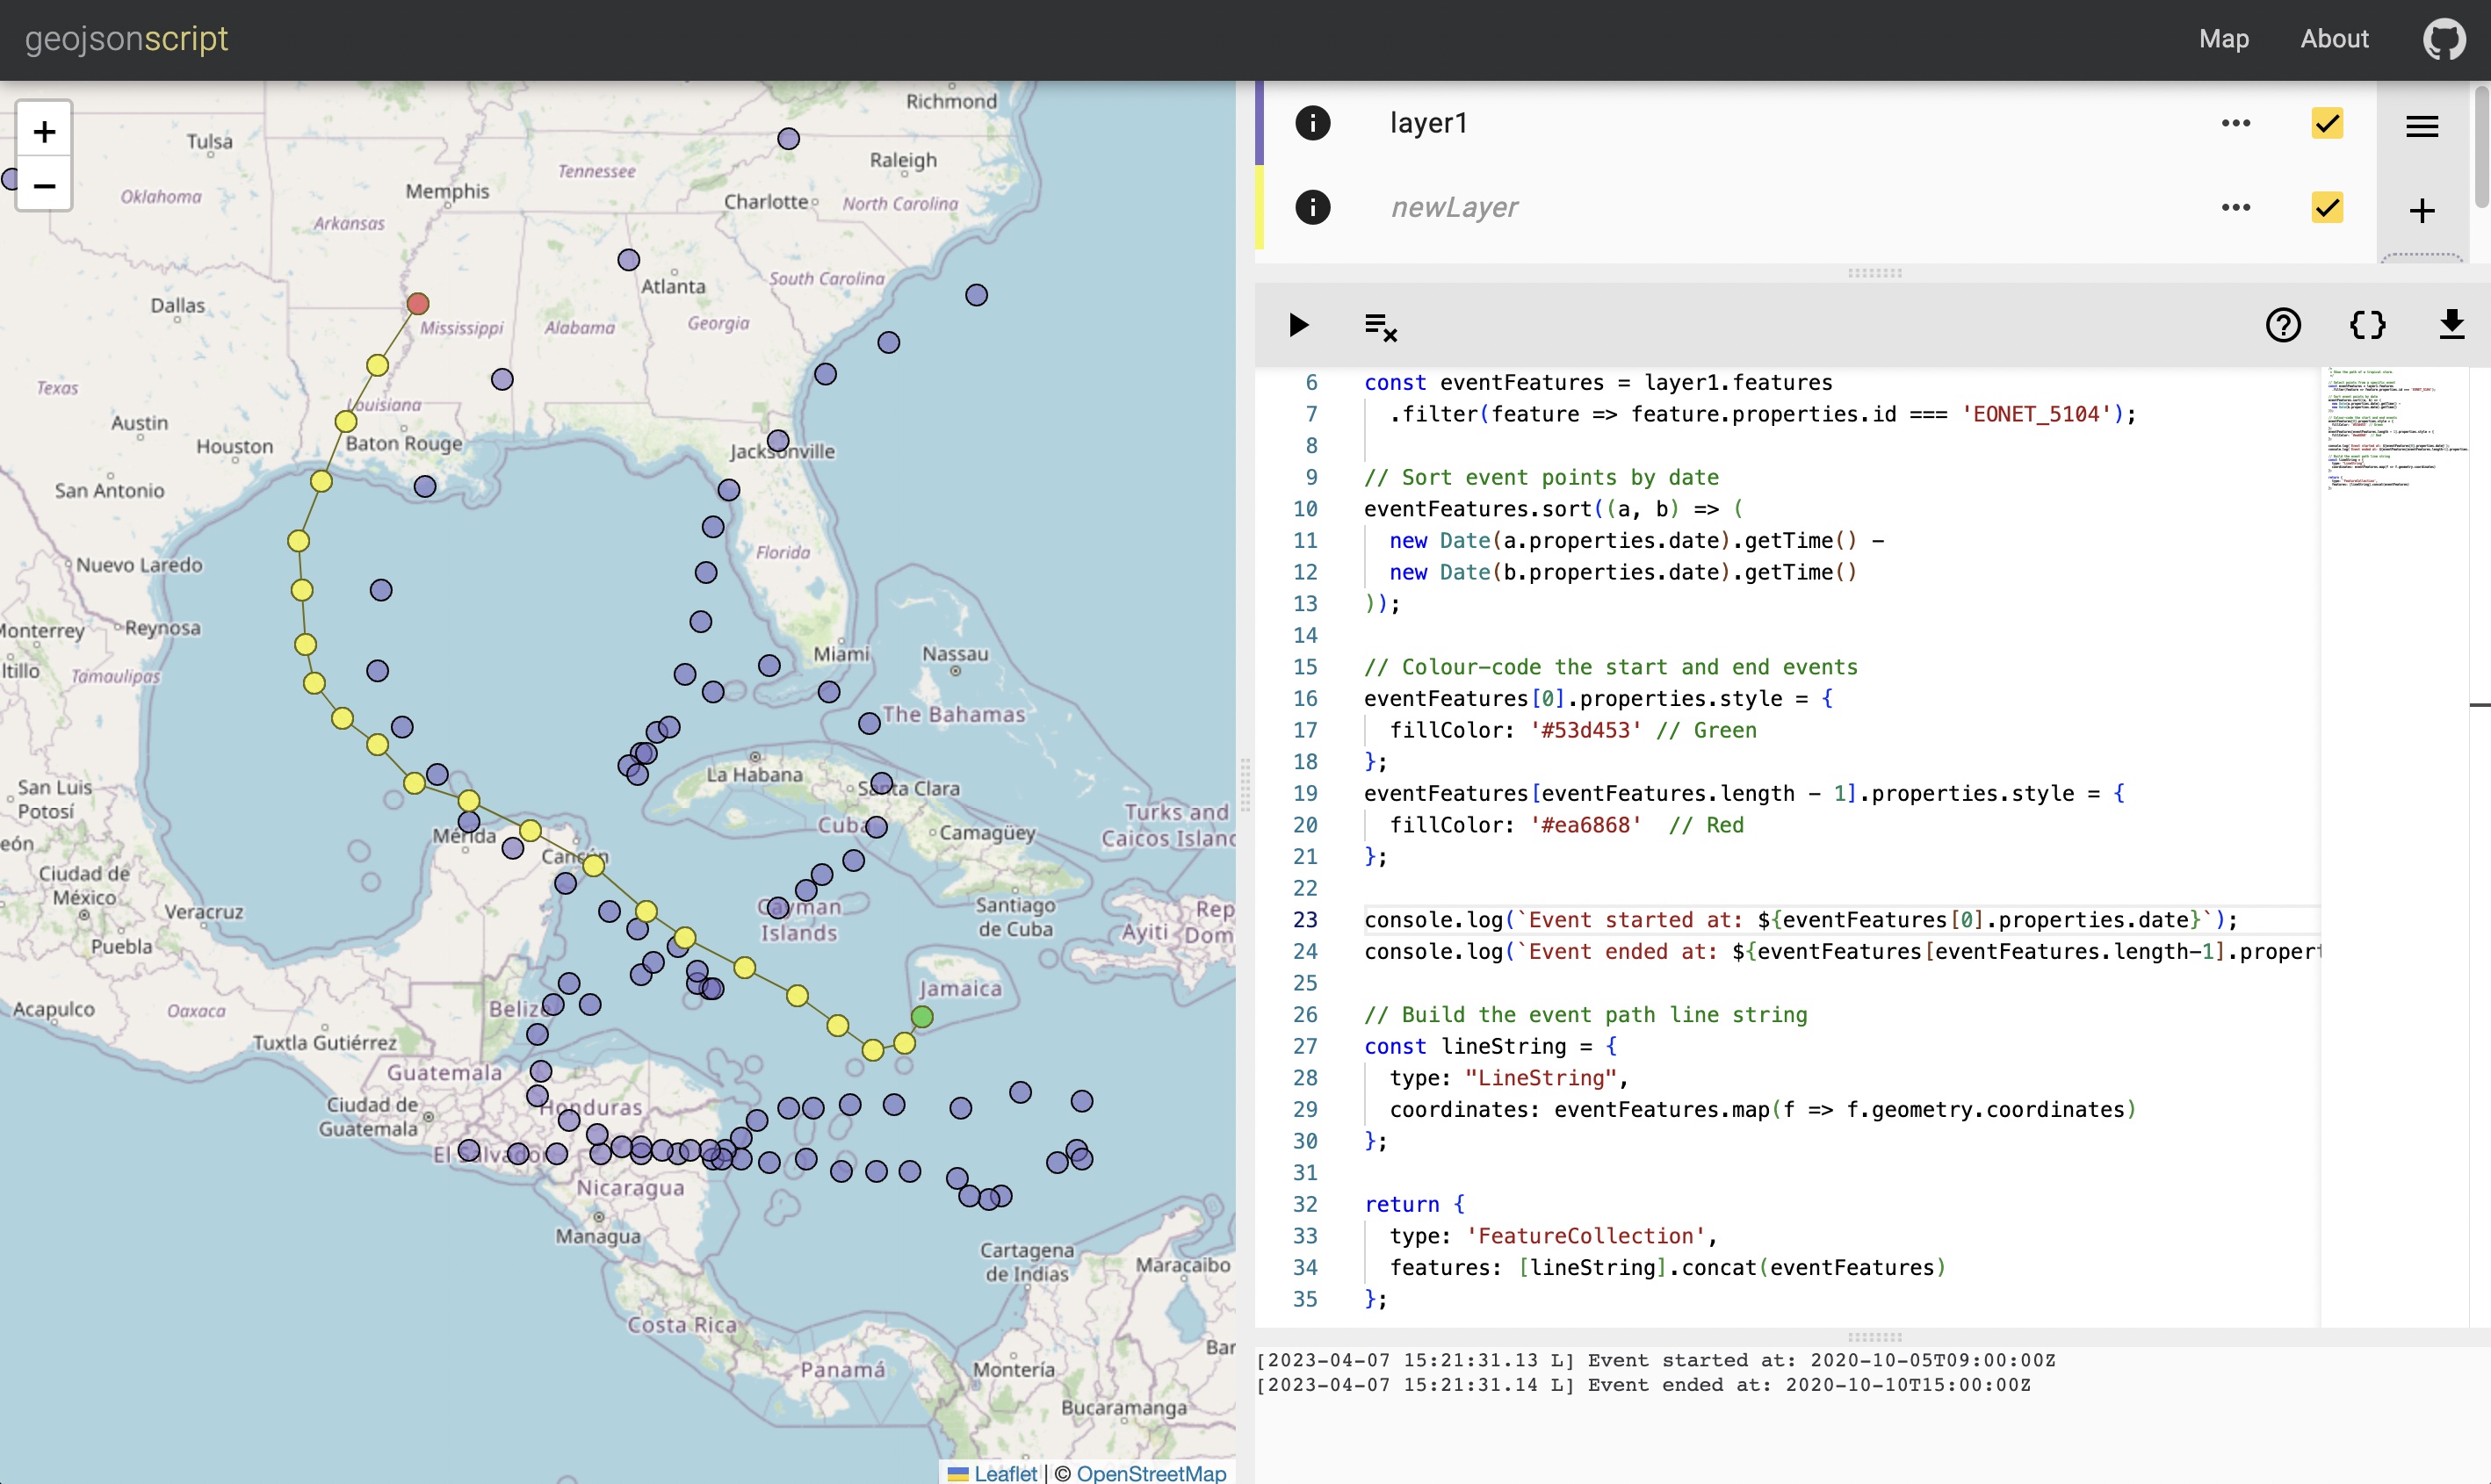 geojsonscript
Map
About
+
−
Richmond
Tulsa
Raleigh
Tennessee
Memphis
Oklahoma
Charlotte
North Carolina
Arkansas
Atlanta
South Carolina
Dallas
Mississippi
Alabama
Georgia
Texas
Louisiana
Austin
Baton Rouge
Houston
Jacksonville
San Antonio
Florida
Nuevo Laredo
Monterrey
Reynosa
ltillo
Miami
Nassau
Tamaulipas
The Bahamas
La Habana
San Luis
Potosí
Santa Clara
Turks and
Caicos Islan
Cuba
Camagüey
Mérida
eón
Cancún
Ciudad de
México
Cayman
Islands
Santiago
de Cuba
Veracruz
Rep
Dom
Ayiti
Puebla
Jamaica
Acapulco
Oaxaca
Belize
Tuxtla Gutiérrez
Guatemala
Ciudad de
Guatemala
Honduras
El Salvador
Nicaragua
Managua
Cartagena
de Indias
Maracaibo
Costa Rica
Bar
Panamá
Montería
Bucaramanga
Leaflet | © OpenStreetMap
layer1
newLayer
6 const eventFeatures = layer1.features
7 .filter(feature => feature.properties.id === 'EONET_5104');
8
9 // Sort event points by date
10 eventFeatures.sort((a, b) => (
11 new Date(a.properties.date).getTime() -
12 new Date(b.properties.date).getTime()
13 ));
14
15 // Colour-code the start and end events
16 eventFeatures[0].properties.style = {
17 fillColor: '#53d453' // Green
18 };
19 eventFeatures[eventFeatures.length - 1].properties.style = {
20 fillColor: '#ea6868'  // Red
21 };
22
23 console.log(`Event started at: ${eventFeatures[0].properties.date}`);
24 console.log(`Event ended at: ${eventFeatures[eventFeatures.length-1].proper
25
26 // Build the event path line string
27 const lineString = {
28 type: "LineString",
29 coordinates: eventFeatures.map(f => f.geometry.coordinates)
30 };
31
32 return {
33 type: 'FeatureCollection',
34 features: [lineString].concat(eventFeatures)
35 };
[2023-04-07 15:21:31.13 L] Event started at: 2020-10-05T09:00:00Z
[2023-04-07 15:21:31.14 L] Event ended at: 2020-10-10T15:00:00Z